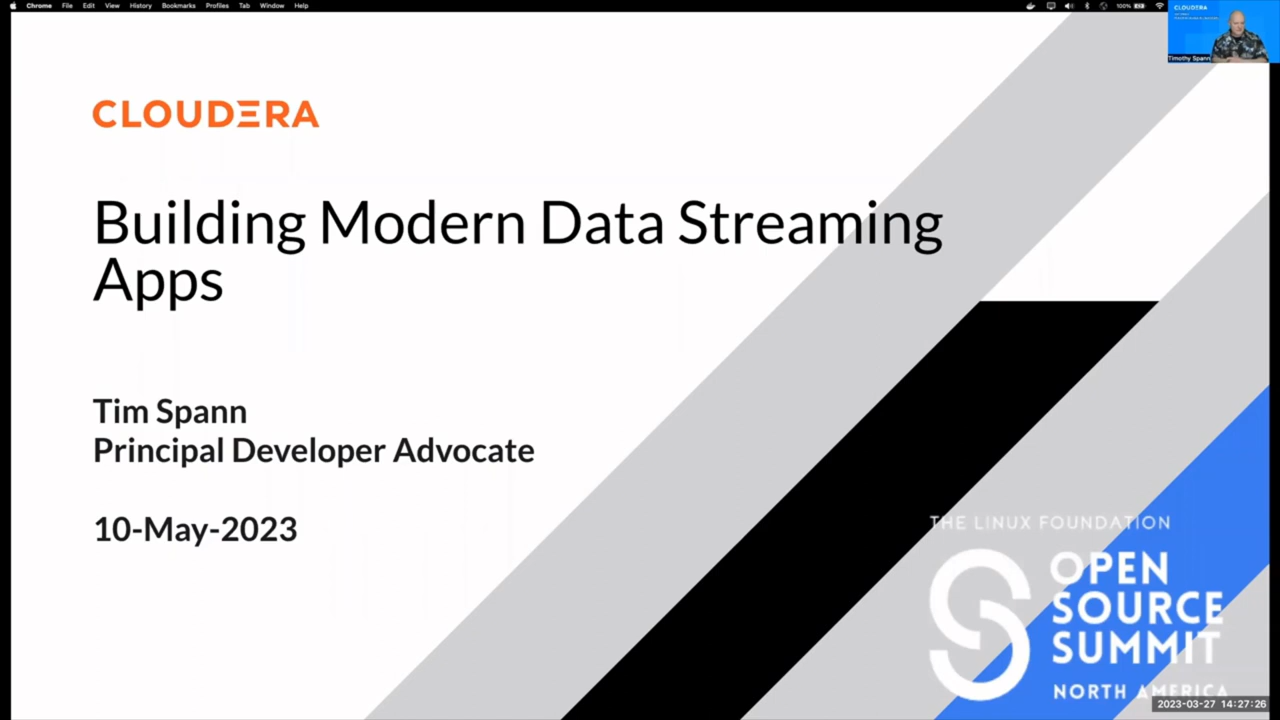 Chrome File Edit View History Bookmarks Profiles Tab Window Help
100%
CLOUDERA
Timothy Spann
CLOUDERA
Building Modern Data Streaming
Apps
Tim Spann
Principal Developer Advocate
10-May-2023
THE LINUX FOUNDATION
OPEN
SOURCE
SUMMIT
NORTH AMERICA
2023-03-27 14:27:26